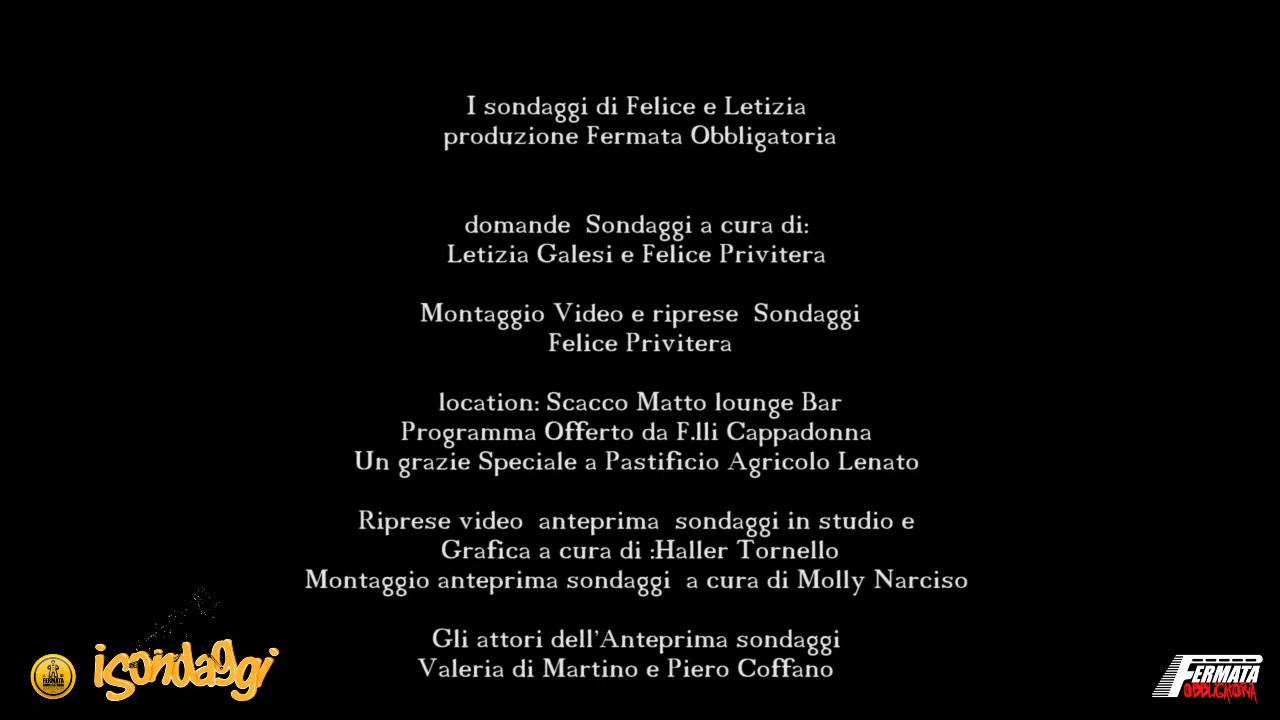 I sondaggi di Felice e Letizia
produzione Fermata Obbligatoria
domande Sondaggi a cura di:
Letizia Galesi e Felice Privitera
Montaggio Video e riprese Sondaggi
Felice Privitera
location: Scacco Matto lounge Bar
Programma Offerto da F.lli Cappadonna
Un grazie Speciale a Pastificio Agricolo Lenato
Riprese video anteprima sondaggi in studio e
Grafica a cura di :Haller Tornello
Montaggio anteprima sondaggi a cura di Molly Narciso
Gli attori dell'Anteprima sondaggi
Valeria di Martino e Piero Coffano
FERMATA
isondaggi
FERMATA
OBBLIGATORIA